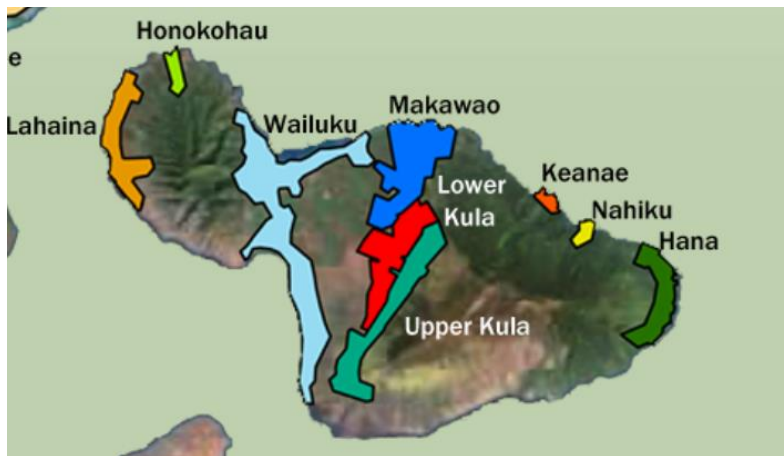 Honokohau
e
Lahaina
Wailuku
Makawao
Lower
Kula
Keanae
Nahiku
Hana
Upper Kula